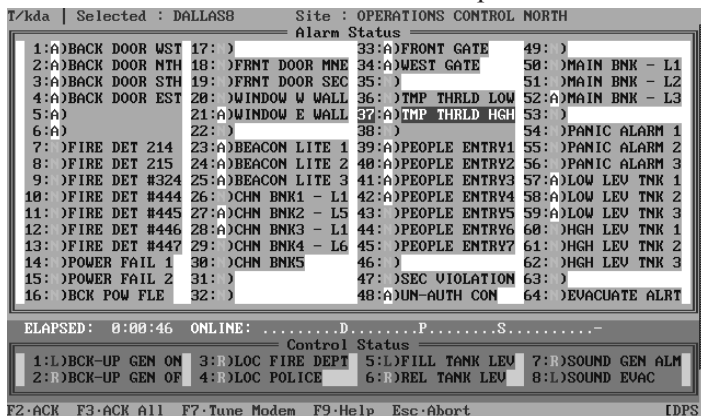 T/kda | Selected : DALLAS8 Site : OPERATIONS CONTROL NORTH
Alarm Status
1:A)BACK DOOR WST 17:N) 33:A)FRONT GATE 49:N)
2:A)BACK DOOR NTH 18:N)FRNT DOOR MNE 34:A)WEST GATE 50:N)MAIN BNK - L1
3:A)BACK DOOR STH 19:N)FRNT DOOR SEC 35:N) 51:N)MAIN BNK - L2
4:A)BACK DOOR EST 20:N)WINDOW W WALL 36:N)TMP THRLD LOW 52:A)MAIN BNK - L3
5:A) 21:A)WINDOW E WALL 37:A)TMP THRLD HGH 53:N)
6:A) 22:N) 38:N) 54:N)PANIC ALARM 1
7:N)FIRE DET 214 23:A)BEACON LITE 1 39:A)PEOPLE ENTRY1 55:N)PANIC ALARM 2
8:N)FIRE DET 215 24:A)BEACON LITE 2 40:A)PEOPLE ENTRY2 56:N)PANIC ALARM 3
9:N)FIRE DET #324 25:A)BEACON LITE 3 41:A)PEOPLE ENTRY3 57:A)LOW LEV TNK 1
10:N)FIRE DET #444 26:N)CHN BNK1 - L1 42:A)PEOPLE ENTRY4 58:A)LOW LEV TNK 2
11:N)FIRE DET #445 27:A)CHN BNK2 - L5 43:N)PEOPLE ENTRY5 59:A)LOW LEV TNK 3
12:N)FIRE DET #446 28:A)CHN BNK3 - L1 44:N)PEOPLE ENTRY6 60:N)HGH LEV TNK 1
13:N)FIRE DET #447 29:N)CHN BNK4 - L6 45:N)PEOPLE ENTRY7 61:N)HGH LEV TNK 2
14:N)POWER FAIL 1 30:N)CHN BNK5 46:N) 62:N)HGH LEV TNK 3
15:N)POWER FAIL 2 31:N) 47:N)SEC VIOLATION 63:N)
16:N)BCK POW FLE 32:N) 48:A)UN-AUTH CON 64:N)EVACUATE ALRT
ELAPSED: 0:00:46 ONLINE: .........D.........P.........S..........-
Control Status
1:L)BCK-UP GEN ON 3:R)LOC FIRE DEPT 5:L)FILL TANK LEV 7:R)SOUND GEN ALM
2:R)BCK-UP GEN OF 4:R)LOC POLICE 6:R)REL TANK LEV 8:L)SOUND EVAC
F2-ACK F3-ACK All F7-Tune Modem F9-Help Esc-Abort [DPS